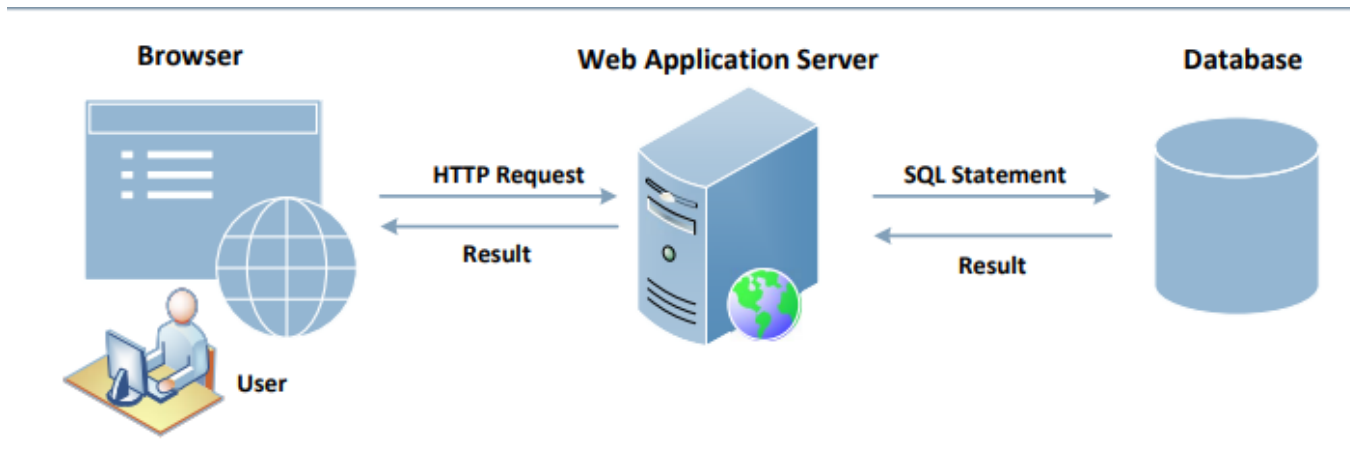 Browser
Web Application Server
Database
HTTP Request
SQL Statement
Result
Result
User